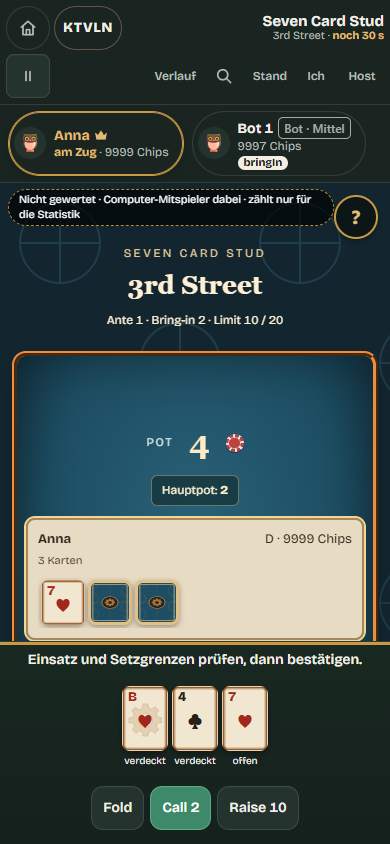 KTVLN
Seven Card Stud
3rd Street · noch 30 s
Verlauf
Stand
Ich
Host
Anna
am Zug · 9999 Chips
Bot 1 Bot · Mittel
9997 Chips
bringIn
Nicht gewertet · Computer-Mitspieler dabei · zählt nur für
die Statistik
?
SEVEN CARD STUD
3rd Street
Ante 1 · Bring-in 2 · Limit 10 / 20
POT 4
Hauptpot: 2
Anna
D · 9999 Chips
3 Karten
7
Einsatz und Setzgrenzen prüfen, dann bestätigen.
B
4
7
verdeckt
verdeckt
offen
Fold
Call 2
Raise 10